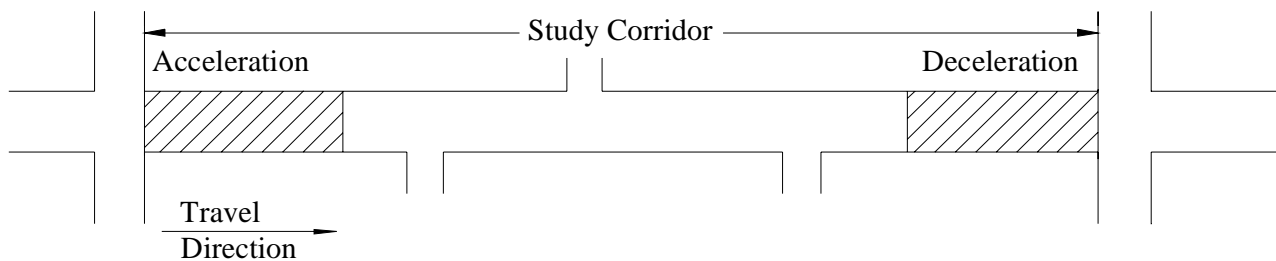 Study Corridor
Acceleration
Deceleration
Travel
Direction